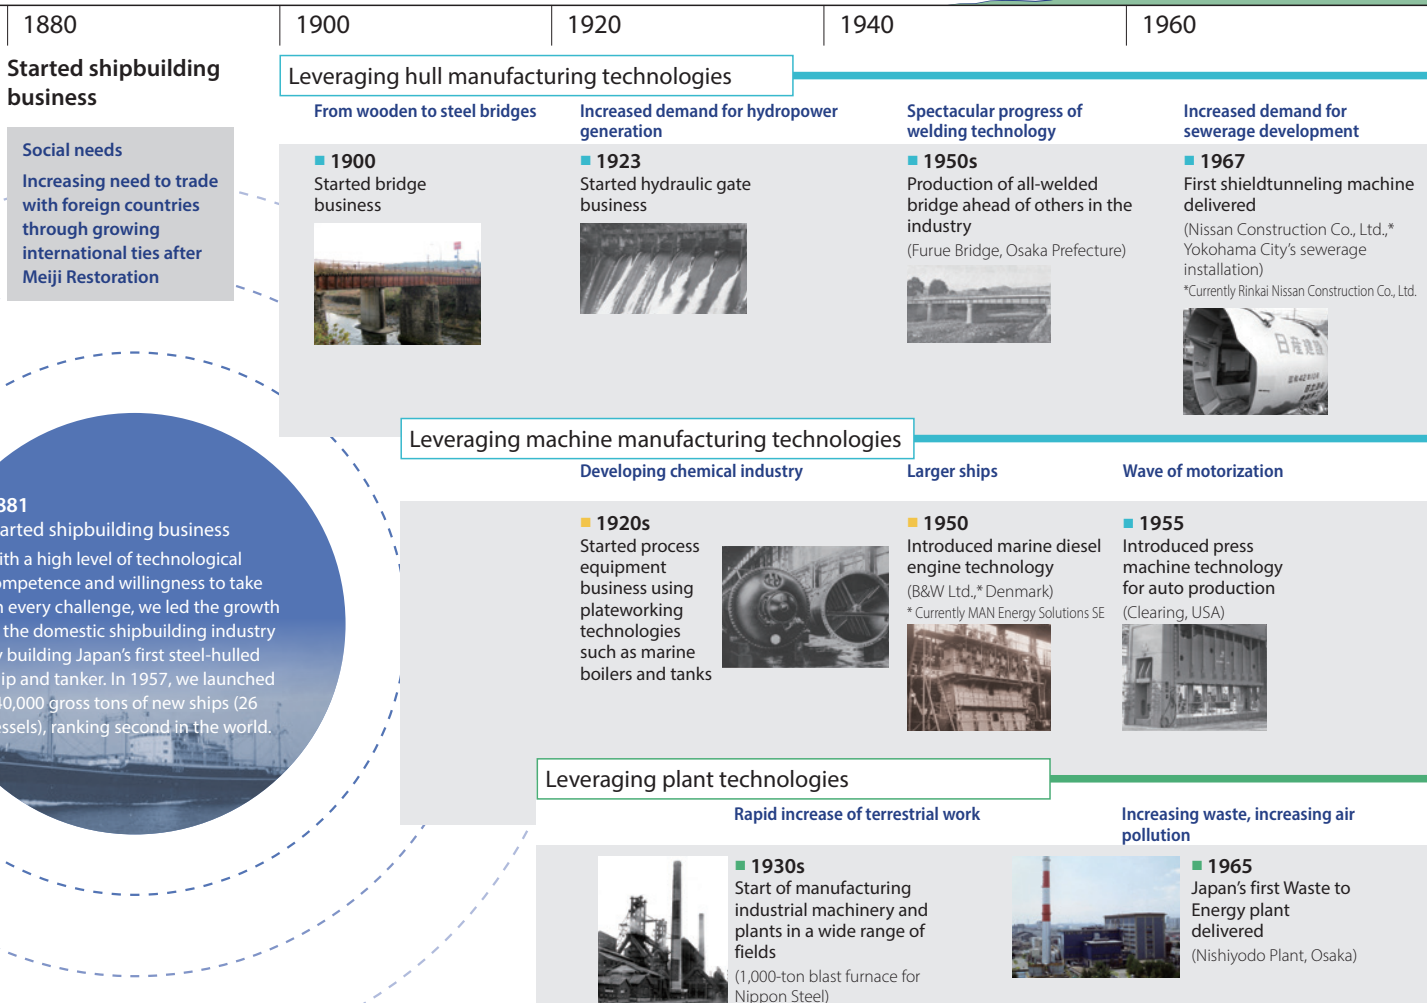 1880
1900
1920
1940
1960
Started shipbuilding
business
Social needs
Increasing need to trade
with foreign countries
through growing
international ties after
Meiji Restoration
Leveraging hull manufacturing technologies
From wooden to steel bridges
1900
Started bridge
business
Increased demand for hydropower
generation
1923
Started hydraulic gate
business
Spectacular progress of
welding technology
1950s
Production of all-welded
bridge ahead of others in the
industry
(Furue Bridge, Osaka Prefecture)
Increased demand for
sewerage development
1967
First shieldtunneling machine
delivered
(Nissan Construction Co., Ltd.,*
Yokohama City's sewerage
installation)
*Currently Rinkai Nissan Construction Co., Ltd.
日産建設
881
arted shipbuilding business
ith a high level of technological
ompetence and willingness to take
n every challenge, we led the growth
the domestic shipbuilding industry
y building Japan's first steel-hulled
ip and tanker. In 1957, we launched
40,000 gross tons of new ships (26
essels), ranking second in the world.
Leveraging machine manufacturing technologies
Developing chemical industry
1920s
Started process
equipment
business using
plateworking
technologies
such as marine
boilers and tanks
Larger ships
1950
Introduced marine diesel
engine technology
(B&W Ltd.,* Denmark)
* Currently MAN Energy Solutions SE
Wave of motorization
1955
Introduced press
machine technology
for auto production
(Clearing, USA)
Leveraging plant technologies
Rapid increase of terrestrial work
1930s
Start of manufacturing
industrial machinery and
plants in a wide range of
fields
(1,000-ton blast furnace for
Nippon Steel)
Increasing waste, increasing air
pollution
1965
Japan's first Waste to
Energy plant
delivered
(Nishiyodo Plant, Osaka)